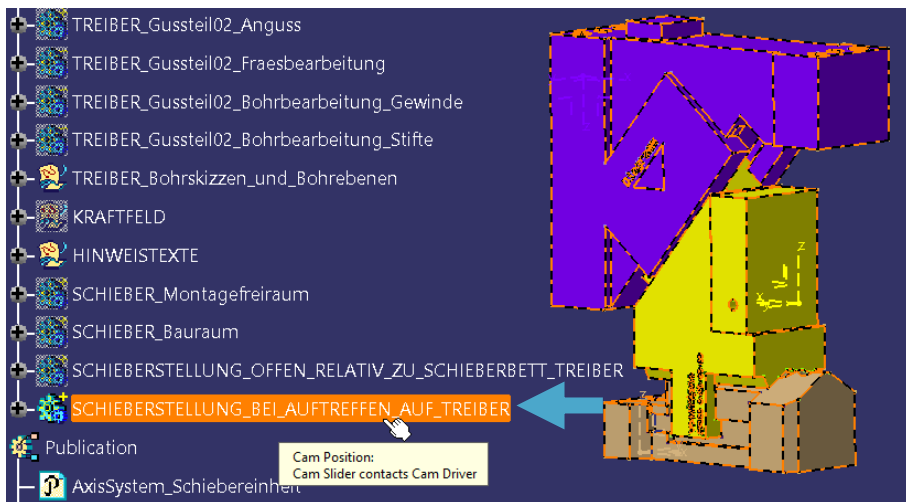 TREIBER_Gussteil02_Anguss
TREIBER_Gussteil02_Fraesbearbeitung
TREIBER_Gussteil02_Bohrbearbeitung_Gewinde
TREIBER_Gussteil02_Bohrbearbeitung_Stifte
TREIBER_Bohrskizzen_und_Bohrebenen
KRAFTFELD
HINWEISTEXTE
SCHIEBER_Montagefreiraum
SCHIEBER_Bauraum
SCHIEBERSTELLUNG_OFFEN_RELATIV_ZU_SCHIEBERBETT_TREIBER
SCHIEBERSTELLUNG_BEI_AUFTREFFEN_AUF_TREIBER
Publication
Cam Position:
Cam Slider contacts Cam Driver
AxisSystem_Schiebereinheit